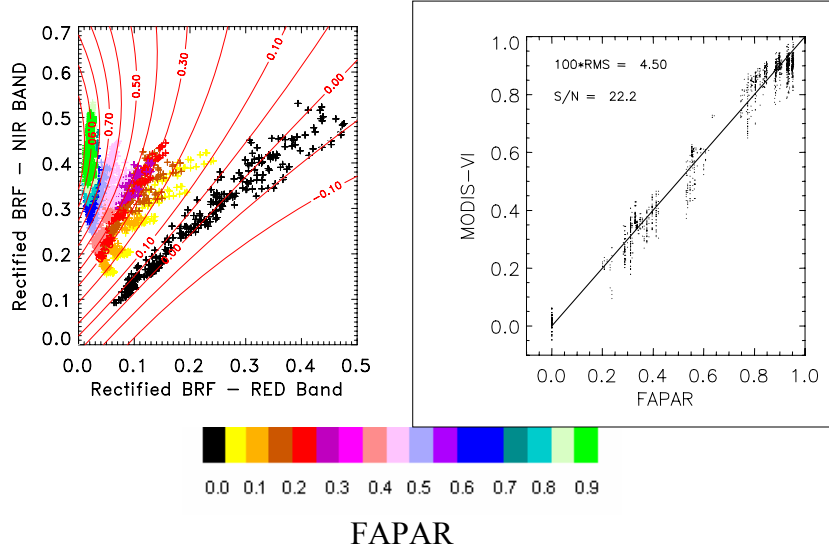 Rectified BRF – NIR BAND
0.7
0.6
0.5
0.4
0.3
0.2
0.1
0.0
0.0 0.1 0.2 0.3 0.4 0.5
Rectified BRF – RED Band
0.90
0.70
0.50
0.30
0.10
0.00
-0.10
0.10
0.00
MODIS-VI
1.0
0.8
0.6
0.4
0.2
0.0
100*RMS = 4.50
S/N = 22.2
0.0 0.2 0.4 0.6 0.8 1.0
FAPAR
0.0 0.1 0.2 0.3 0.4 0.5 0.6 0.7 0.8 0.9
FAPAR